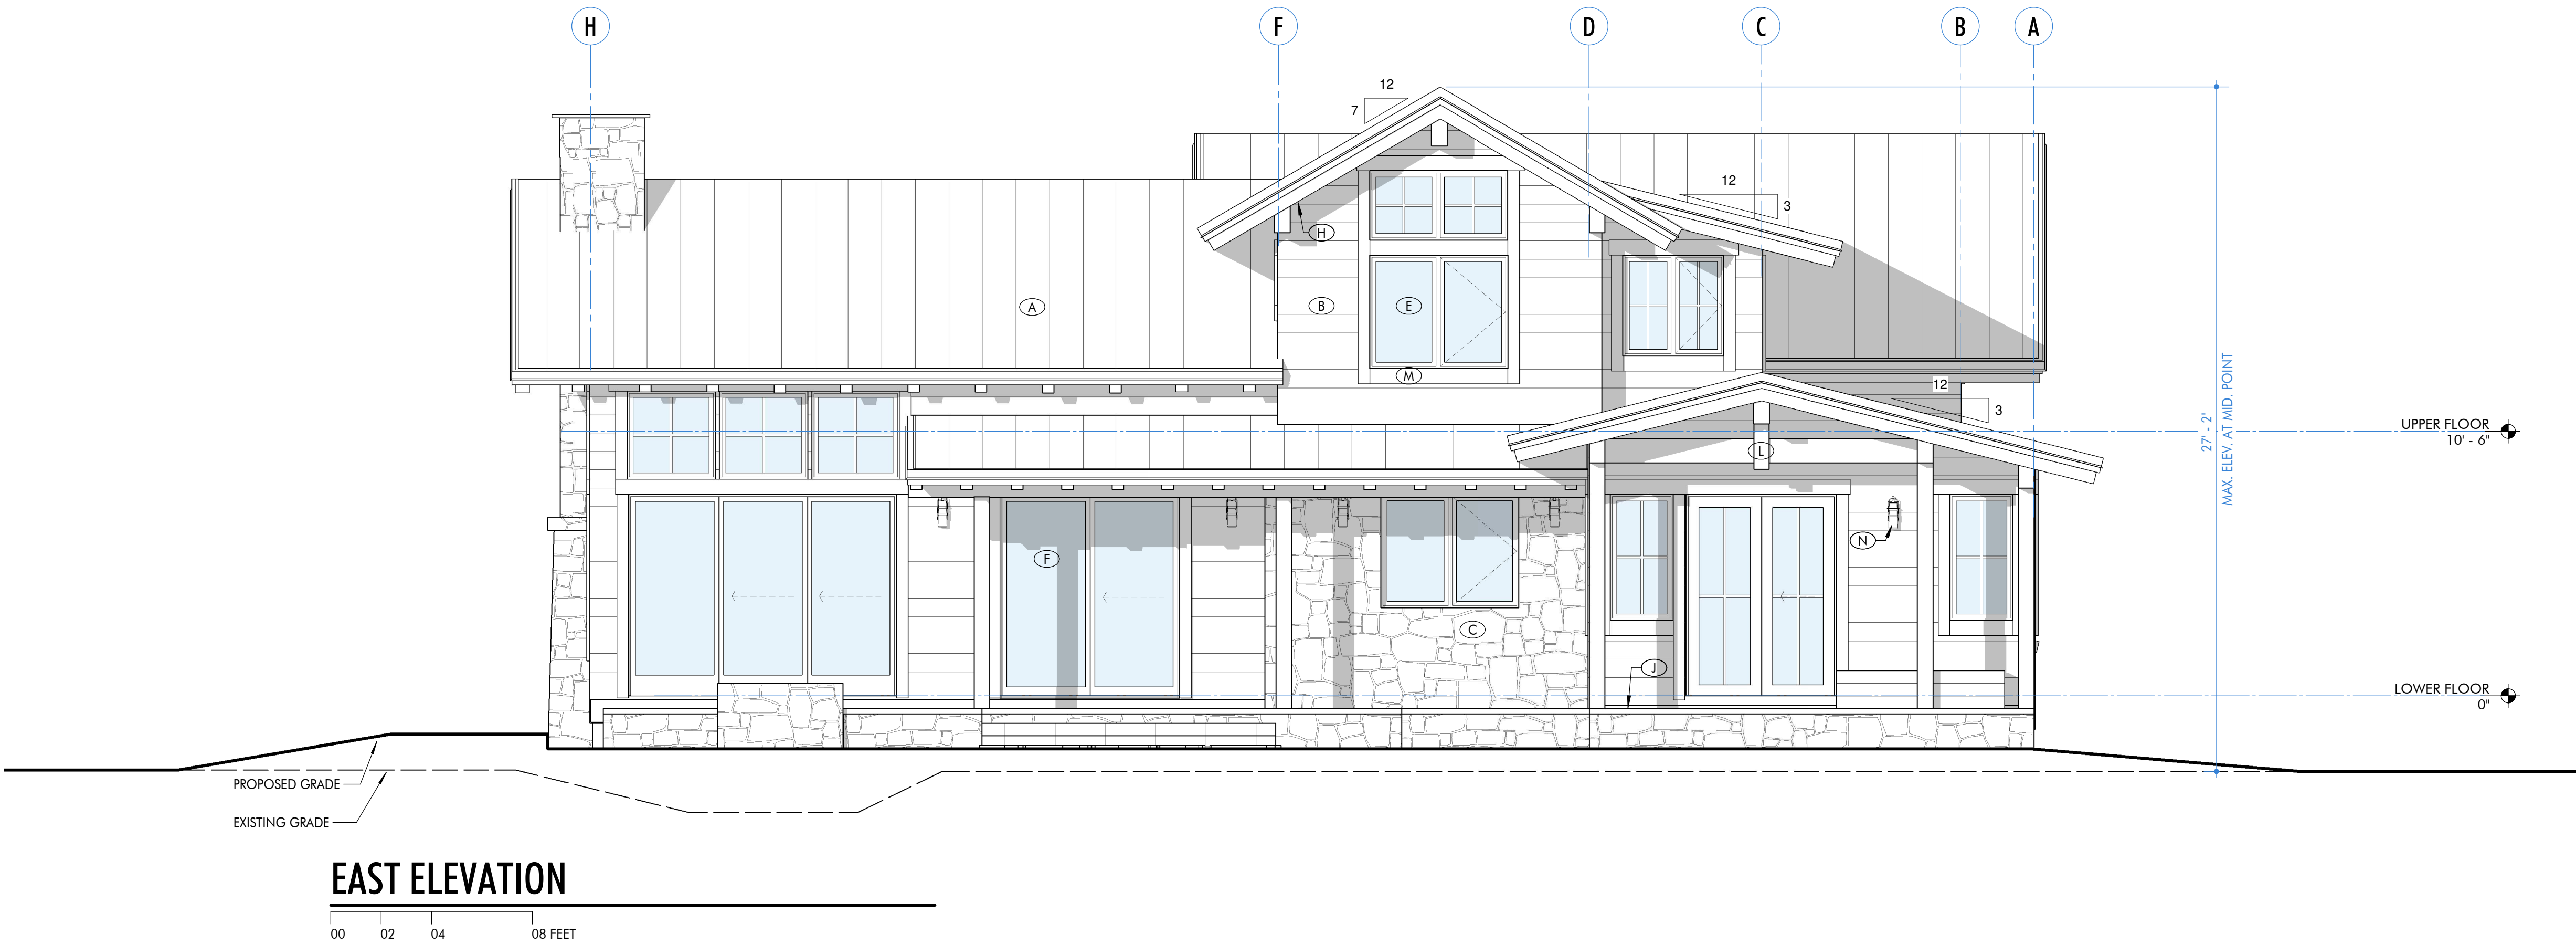 H F D C B A
12
7
12
3
H
A
B
E
M
12
3
27' - 2"
MAX. ELEV. AT MID. POINT
UPPER FLOOR
10' - 6"
L
N
F
C
J
LOWER FLOOR
0"
PROPOSED GRADE
EXISTING GRADE
EAST ELEVATION
00 02 04 08 FEET